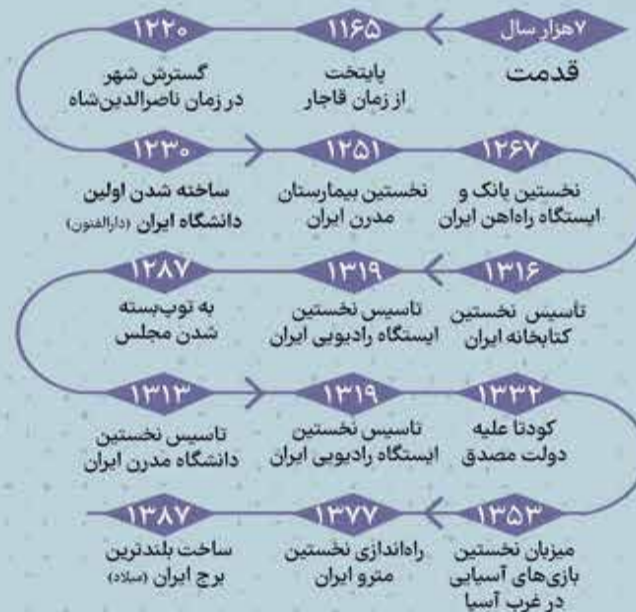 ۷هزار سال
قدمت
۱۱۶۵
پایتخت
از زمان قاجار
۱۲۲۰
گسترش شهر
در زمان ناصرالدین‌شاه
۱۲۳۰
ساخته شدن اولین
دانشگاه ایران (دارالفنون)
۱۲۵۱
نخستین بیمارستان
مدرن ایران
۱۲۶۷
نخستین بانک و
ایستگاه راه‌اهن ایران
۱۳۱۶
تاسیس نخستین
کتابخانه ایران
۱۳۱۹
تاسیس نخستین
ایستگاه رادیویی ایران
۱۲۸۷
به توپ‌بسته
شدن مجلس
۱۳۱۳
تاسیس نخستین
دانشگاه مدرن ایران
۱۳۱۹
تاسیس نخستین
ایستگاه رادیویی ایران
۱۳۳۲
کودتا علیه
دولت مصدق
۱۳۵۳
میزبان نخستین
بازی‌های آسیایی
در غرب آسیا
۱۳۷۷
راه‌اندازی نخستین
مترو ایران
۱۳۸۷
ساخت بلندترین
برج ایران (میلاد)